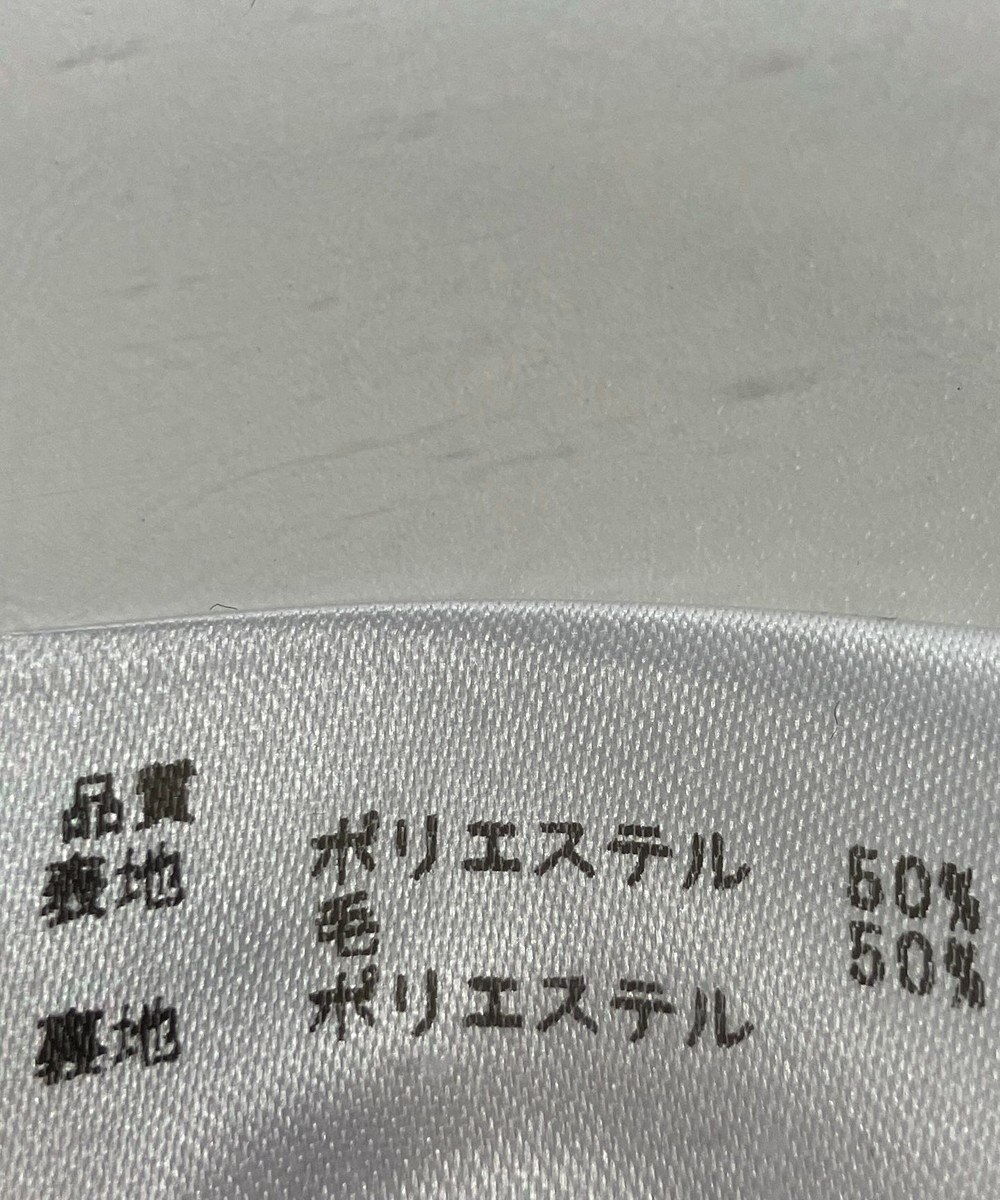 品質
表地 ポリエステル 50%
毛 50%
裏地 ポリエステル